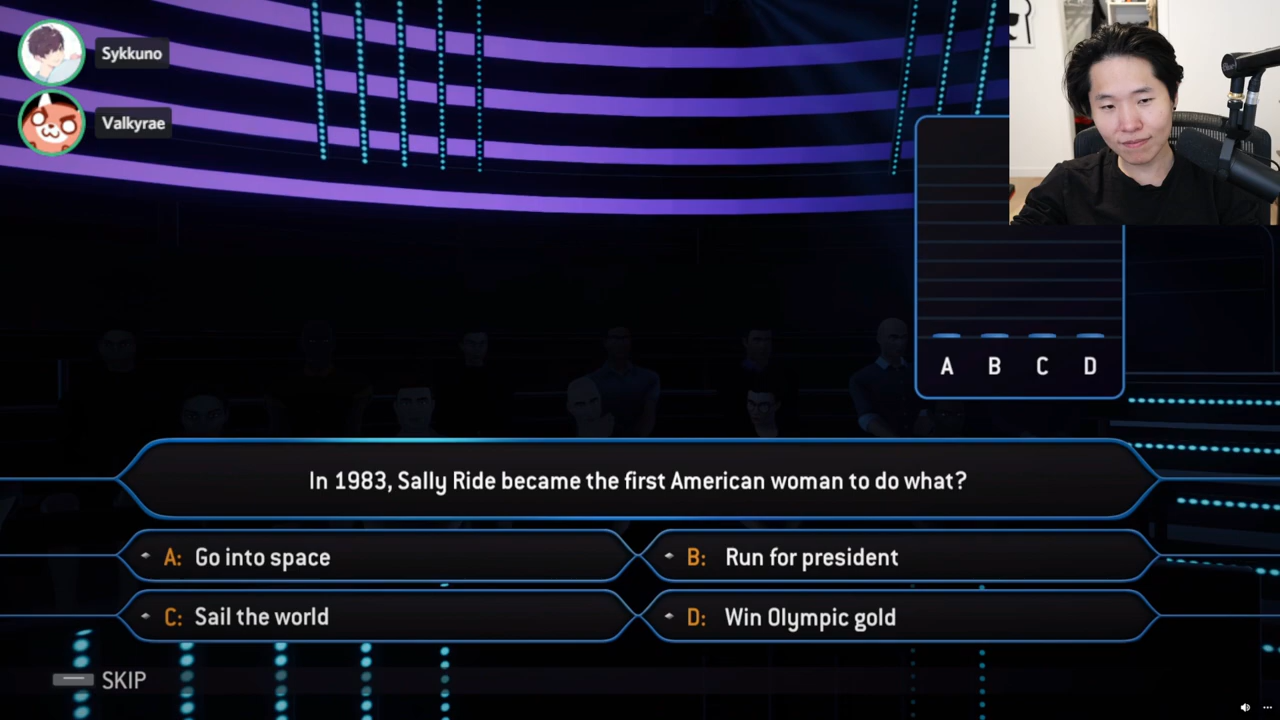 Sykkuno
Valkyrae
A B C D
In 1983, Sally Ride became the first American woman to do what?
A: Go into space
B: Run for president
C: Sail the world
D: Win Olympic gold
SKIP